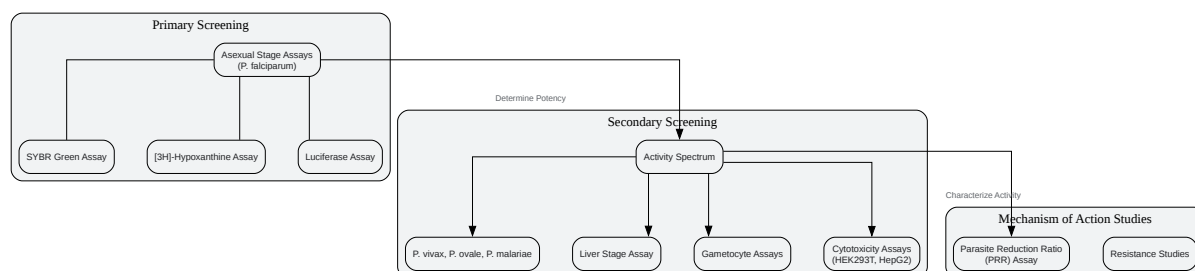 Primary Screening
Asexual Stage Assays
(P. falciparum)
SYBR Green Assay
[3H]-Hypoxanthine Assay
Luciferase Assay
Determine Potency
Secondary Screening
Activity Spectrum
P. vivax, P. ovale, P. malariae
Liver Stage Assay
Gametocyte Assays
Cytotoxicity Assays
(HEK293T, HepG2)
Characterize Activity
Mechanism of Action Studies
Parasite Reduction Ratio
(PRR) Assay
Resistance Studies